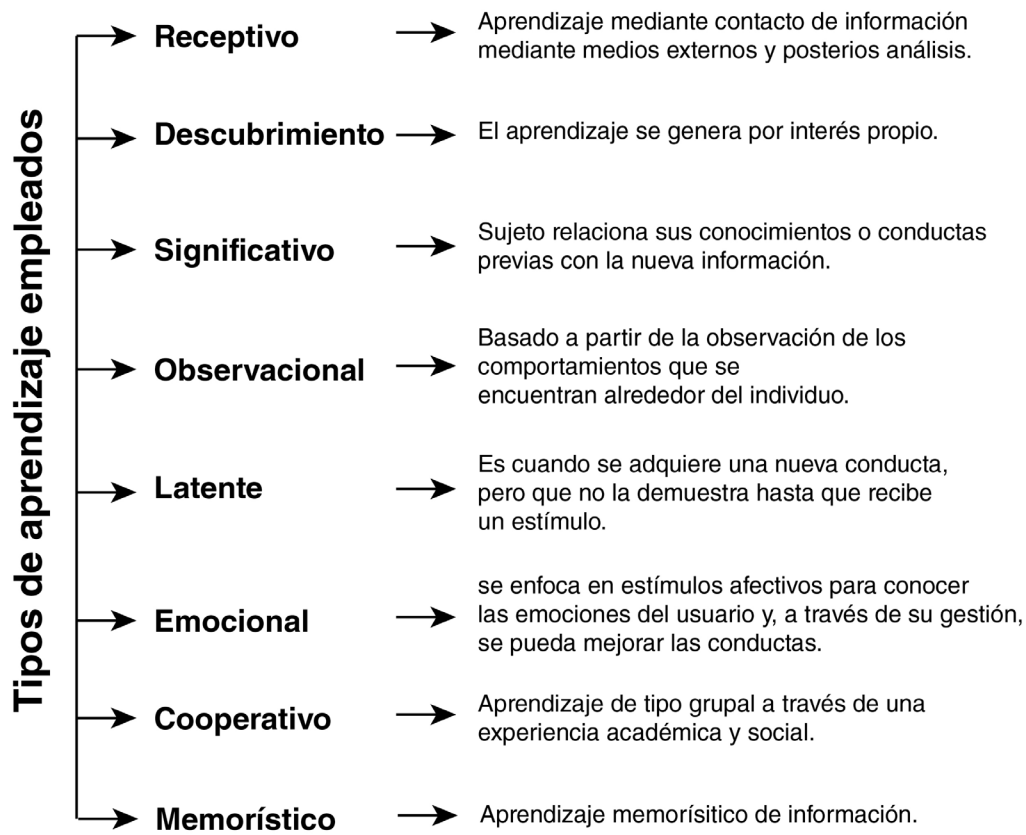 Tipos de aprendizaje empleados
Receptivo
Aprendizaje mediante contacto de información
mediante medios externos y posterios análisis.
Descubrimiento
El aprendizaje se genera por interés propio.
Significativo
Sujeto relaciona sus conocimientos o conductas
previas con la nueva información.
Observacional
Basado a partir de la observación de los
comportamientos que se
encuentran alrededor del individuo.
Latente
Es cuando se adquiere una nueva conducta,
pero que no la demuestra hasta que recibe
un estímulo.
Emocional
se enfoca en estímulos afectivos para conocer
las emociones del usuario y, a través de su gestión,
se pueda mejorar las conductas.
Cooperativo
Aprendizaje de tipo grupal a través de una
experiencia académica y social.
Memorístico
Aprendizaje memorísitico de información.